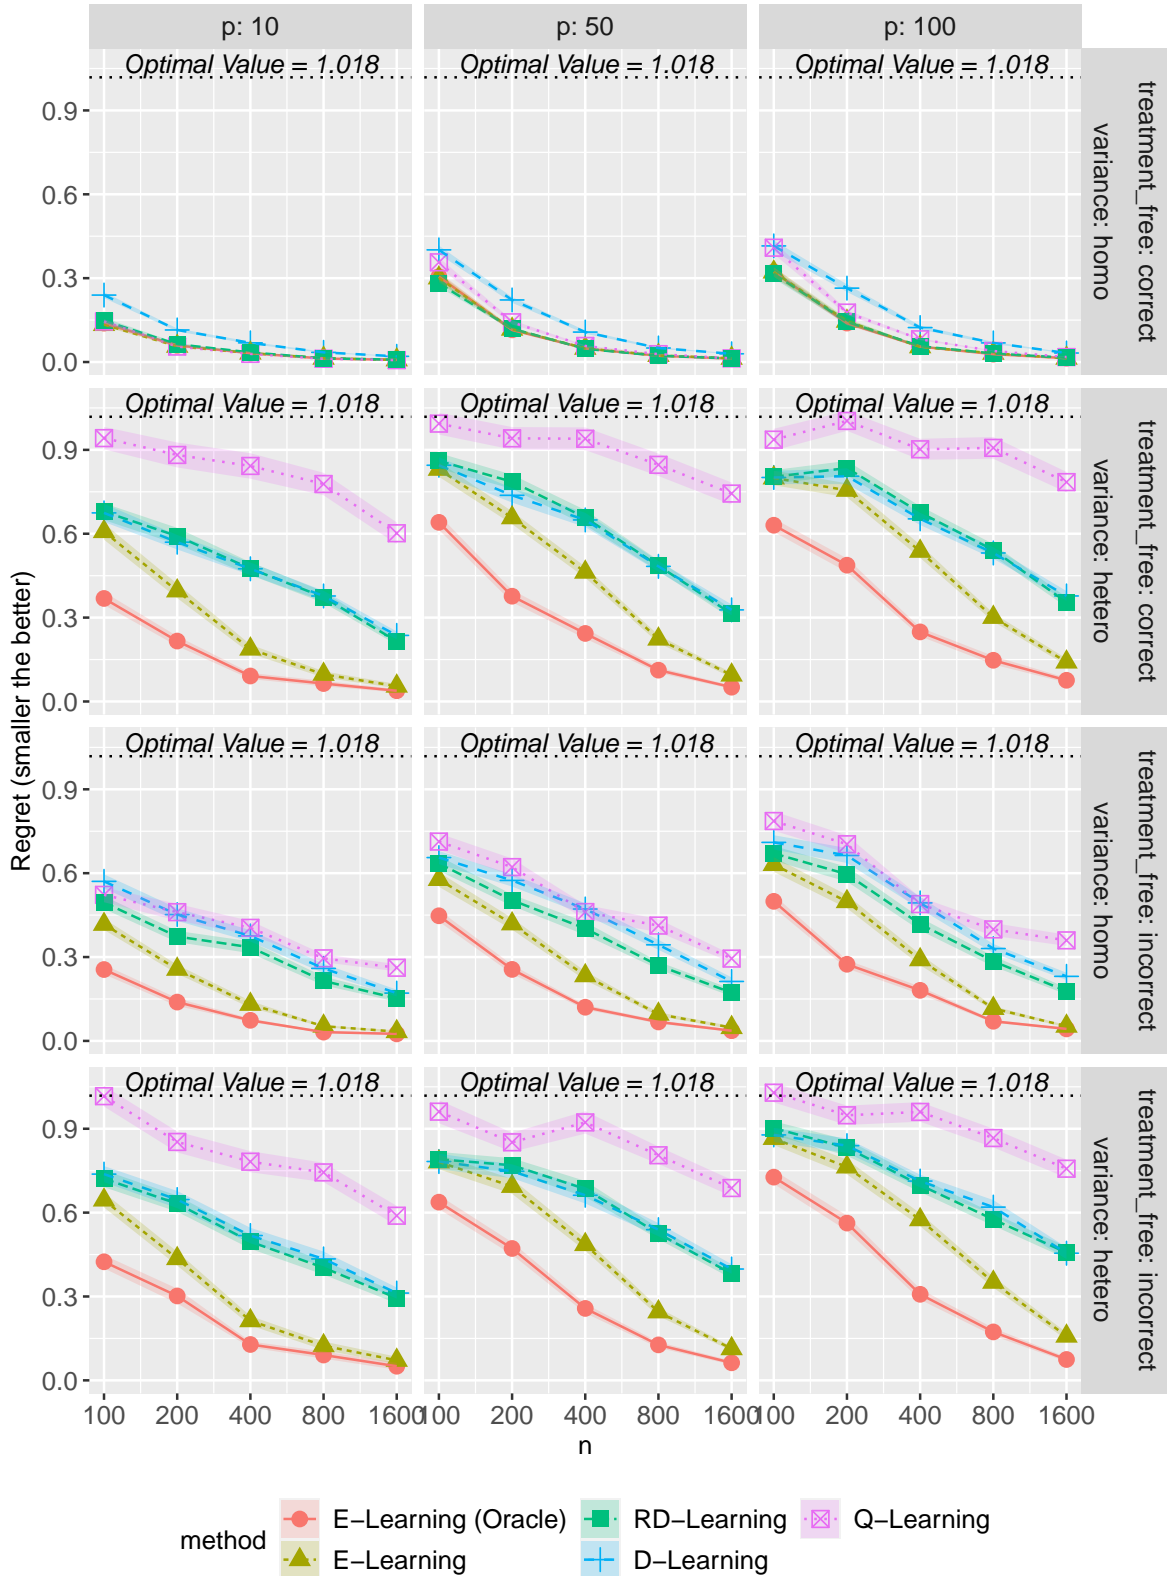 p: 10
p: 50
p: 100
Optimal Value = 1.018
Optimal Value = 1.018
Optimal Value = 1.018
0.9
0.6
0.3
0.0
treatment_free: correct
variance: homo
Optimal Value = 1.018
Optimal Value = 1.018
Optimal Value = 1.018
0.9
0.6
0.3
0.0
treatment_free: correct
variance: hetero
Regret (smaller the better)
Optimal Value = 1.018
Optimal Value = 1.018
Optimal Value = 1.018
0.9
0.6
0.3
0.0
treatment_free: incorrect
variance: homo
Optimal Value = 1.018
Optimal Value = 1.018
Optimal Value = 1.018
0.9
0.6
0.3
0.0
treatment_free: incorrect
variance: hetero
100 200 400 800 1600
100 200 400 800 1600
100 200 400 800 1600
n
method
E−Learning (Oracle)
E−Learning
RD−Learning
D−Learning
Q−Learning